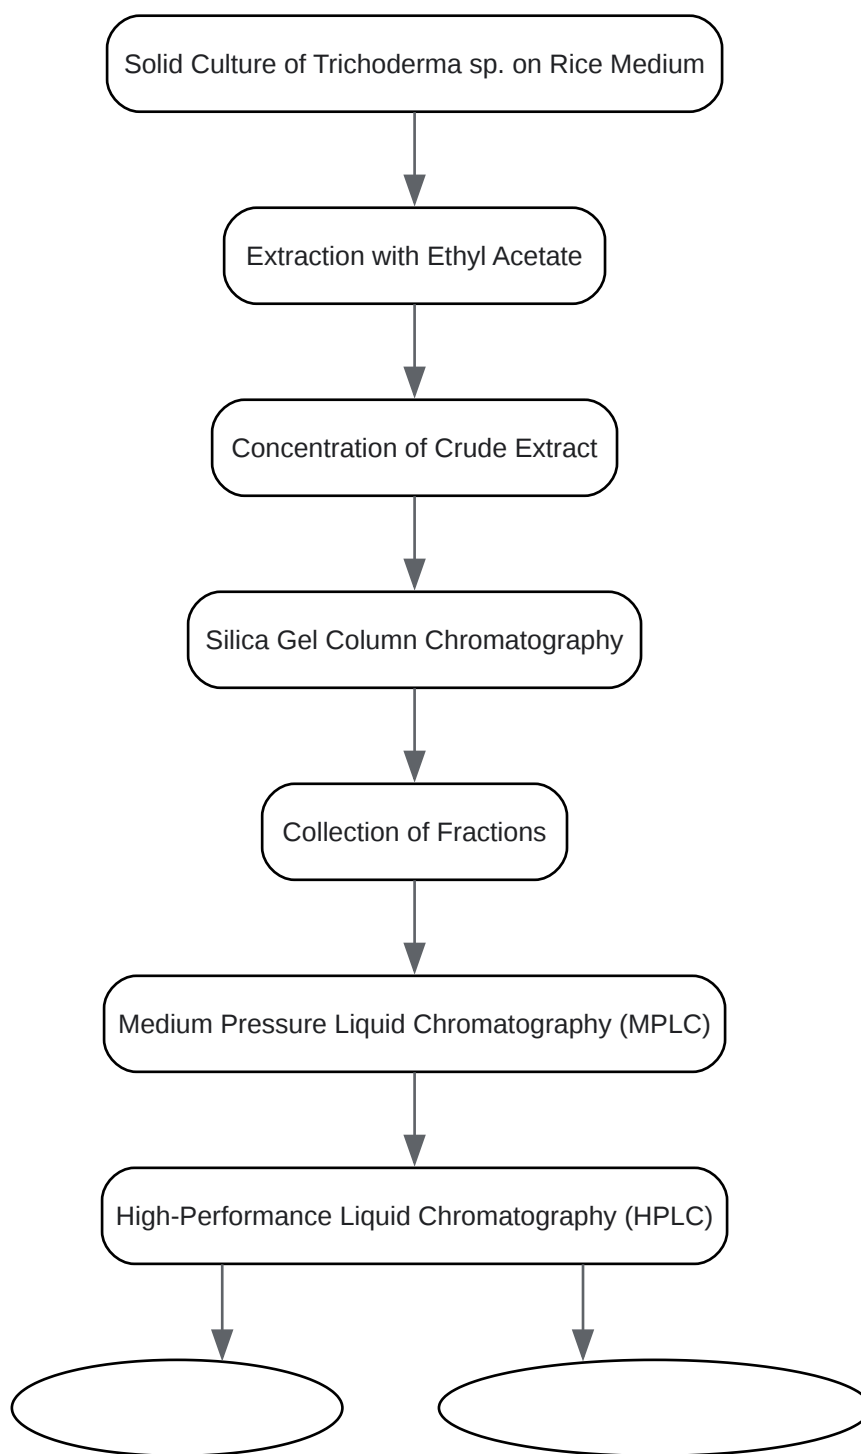 Solid Culture of Trichoderma sp. on Rice Medium
Extraction with Ethyl Acetate
Concentration of Crude Extract
Silica Gel Column Chromatography
Collection of Fractions
Medium Pressure Liquid Chromatography (MPLC)
High-Performance Liquid Chromatography (HPLC)